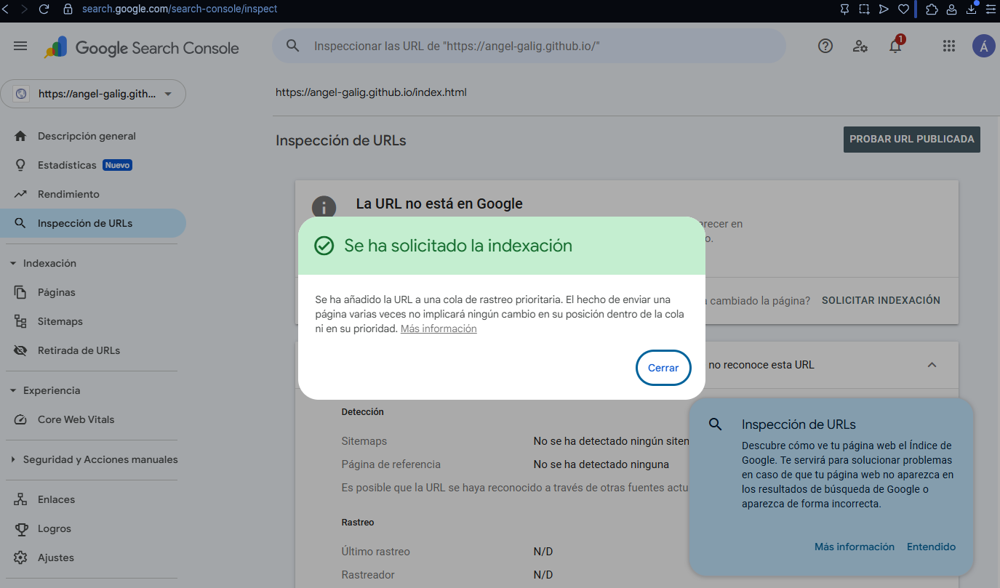 search.google.com/search-console/inspect
Google Search Console
Inspeccionar las URL de "https://angel-galig.github.io/"
1
Á
https://angel-galig.gith...
https://angel-galig.github.io/index.html
Descripción general
Estadísticas Nuevo
Rendimiento
Inspección de URLs
Indexación
Páginas
Sitemaps
Retirada de URLs
Experiencia
Core Web Vitals
Seguridad y Acciones manuales
Enlaces
Logros
Ajustes
Inspección de URLs
PROBAR URL PUBLICADA
La URL no está en Google
Se ha solicitado la indexación
Se ha añadido la URL a una cola de rastreo prioritaria. El hecho de enviar una
página varias veces no implicará ningún cambio en su posición dentro de la cola
ni en su prioridad. Más información
Cerrar
cambiado la página? SOLICITAR INDEXACIÓN
no reconoce esta URL
Detección
Sitemaps No se ha detectado ningún
Página de referencia No se ha detectado ninguna
Es posible que la URL se haya reconocido a través de otras fuentes
Rastreo
Último rastreo N/D
Rastreador N/D
Inspección de URLs
Descubre cómo ve tu página web el Índice de
Google. Te servirá para solucionar problemas
en caso de que tu página web no aparezca en
los resultados de búsqueda de Google o
aparezca de forma incorrecta.
Más información Entendido